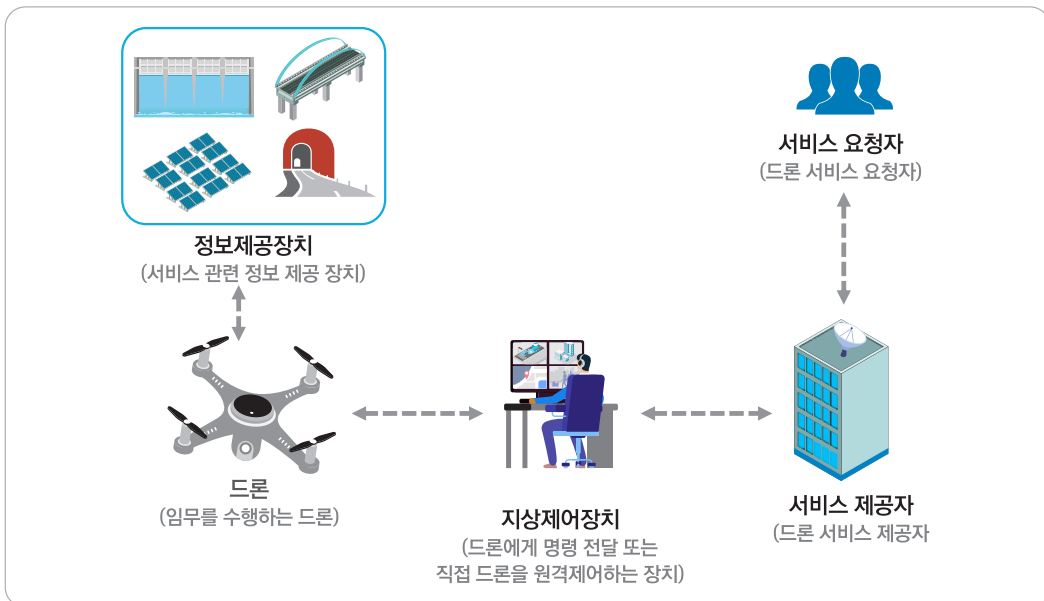 정보제공장치
(서비스 관련 정보 제공 장치)
서비스 요청자
(드론 서비스 요청자)
드론
(임무를 수행하는 드론)
지상제어장치
(드론에게 명령 전달 또는
직접 드론을 원격제어하는 장치)
서비스 제공자
(드론 서비스 제공자